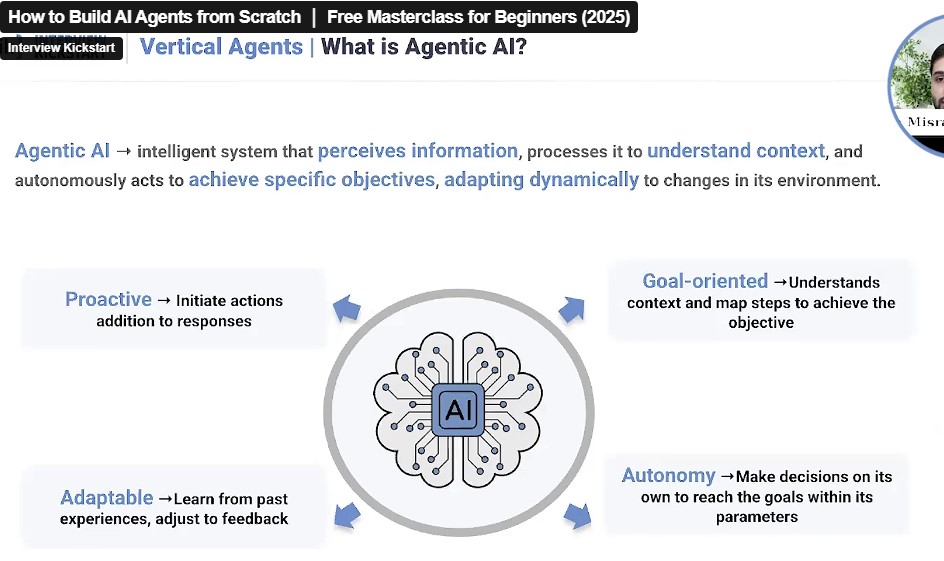 How to Build AI Agents from Scratch | Free Masterclass for Beginners (2025)
Interview Kickstart
Vertical Agents | What is Agentic AI?
Agentic AI → intelligent system that perceives information, processes it to understand context, and
autonomously acts to achieve specific objectives, adapting dynamically to changes in its environment.
Proactive → Initiate actions
addition to responses
Goal-oriented →Understands
context and map steps to achieve the
objective
AI
Adaptable →Learn from past
experiences, adjust to feedback
Autonomy →Make decisions on its
own to reach the goals within its
parameters